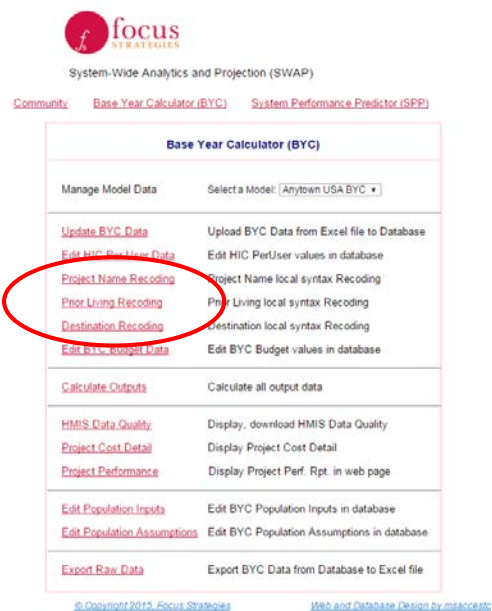 focus
STRATEGIES
System-Wide Analytics and Projection (SWAP)
Community Base Year Calculator (BYC) System Performance Predictor (SPP)
Base Year Calculator (BYC)
Manage Model Data Select a Model: Anytown USA BYC
Update BYC Data Upload BYC Data from Excel file to Database
Edit HIC Per User Data Edit HIC PerUser values in database
Project Name Recoding Project Name local syntax Recoding
Prior Living Recoding Prior Living local syntax Recoding
Destination Recoding Destination local syntax Recoding
Edit BYC Budget Data Edit BYC Budget values in database
Calculate Outputs Calculate all output data
HMIS Data Quality Display, download HMIS Data Quality
Project Cost Detail Display Project Cost Detail
Project Performance Display Project Perf. Rpt. in web page
Edit Population Inputs Edit BYC Population Inputs in database
Edit Population Assumptions Edit BYC Population Assumptions in database
Export Raw Data Export BYC Data from Database to Excel file
© Copyright 2015, Focus Strategies Web and Database Design by